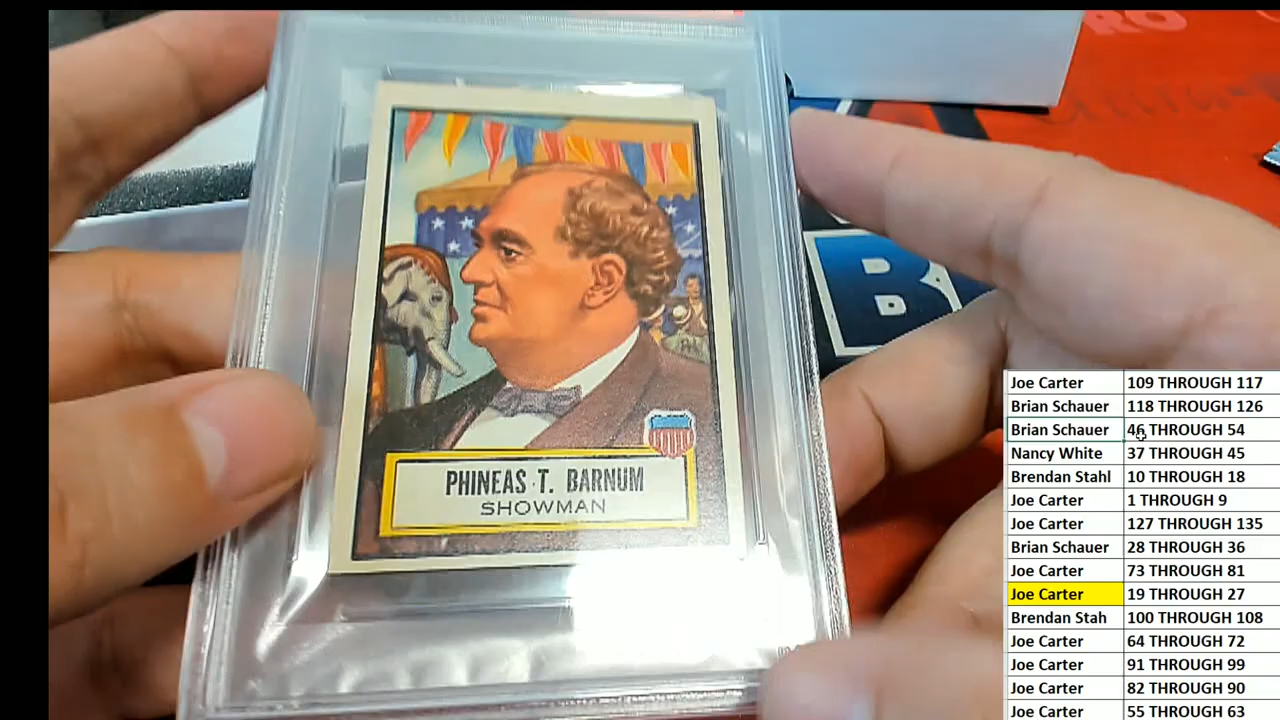 PRO
B
PHINEAS T. BARNUM
SHOWMAN
Joe Carter 109 THROUGH 117
Brian Schauer 118 THROUGH 126
Brian Schauer 46 THROUGH 54
Nancy White 37 THROUGH 45
Brendan Stahl 10 THROUGH 18
Joe Carter 1 THROUGH 9
Joe Carter 127 THROUGH 135
Brian Schauer 28 THROUGH 36
Joe Carter 73 THROUGH 81
Joe Carter 19 THROUGH 27
Brendan Stah 100 THROUGH 108
Joe Carter 64 THROUGH 72
Joe Carter 91 THROUGH 99
Joe Carter 82 THROUGH 90
Joe Carter 55 THROUGH 63